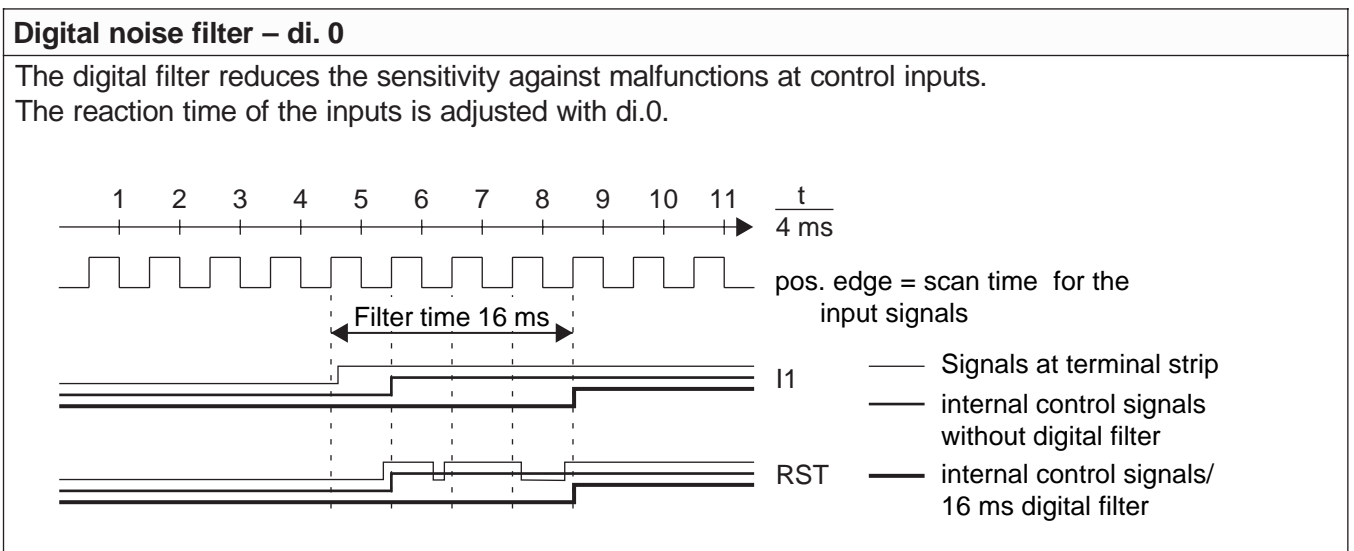 Digital noise filter – di. 0
The digital filter reduces the sensitivity against malfunctions at control inputs.
The reaction time of the inputs is adjusted with di.0.
1 2 3 4 5 6 7 8 9 10 11
t
4 ms
pos. edge = scan time for the
input signals
Filter time 16 ms
I1
RST
Signals at terminal strip
internal control signals
without digital filter
internal control signals/
16 ms digital filter